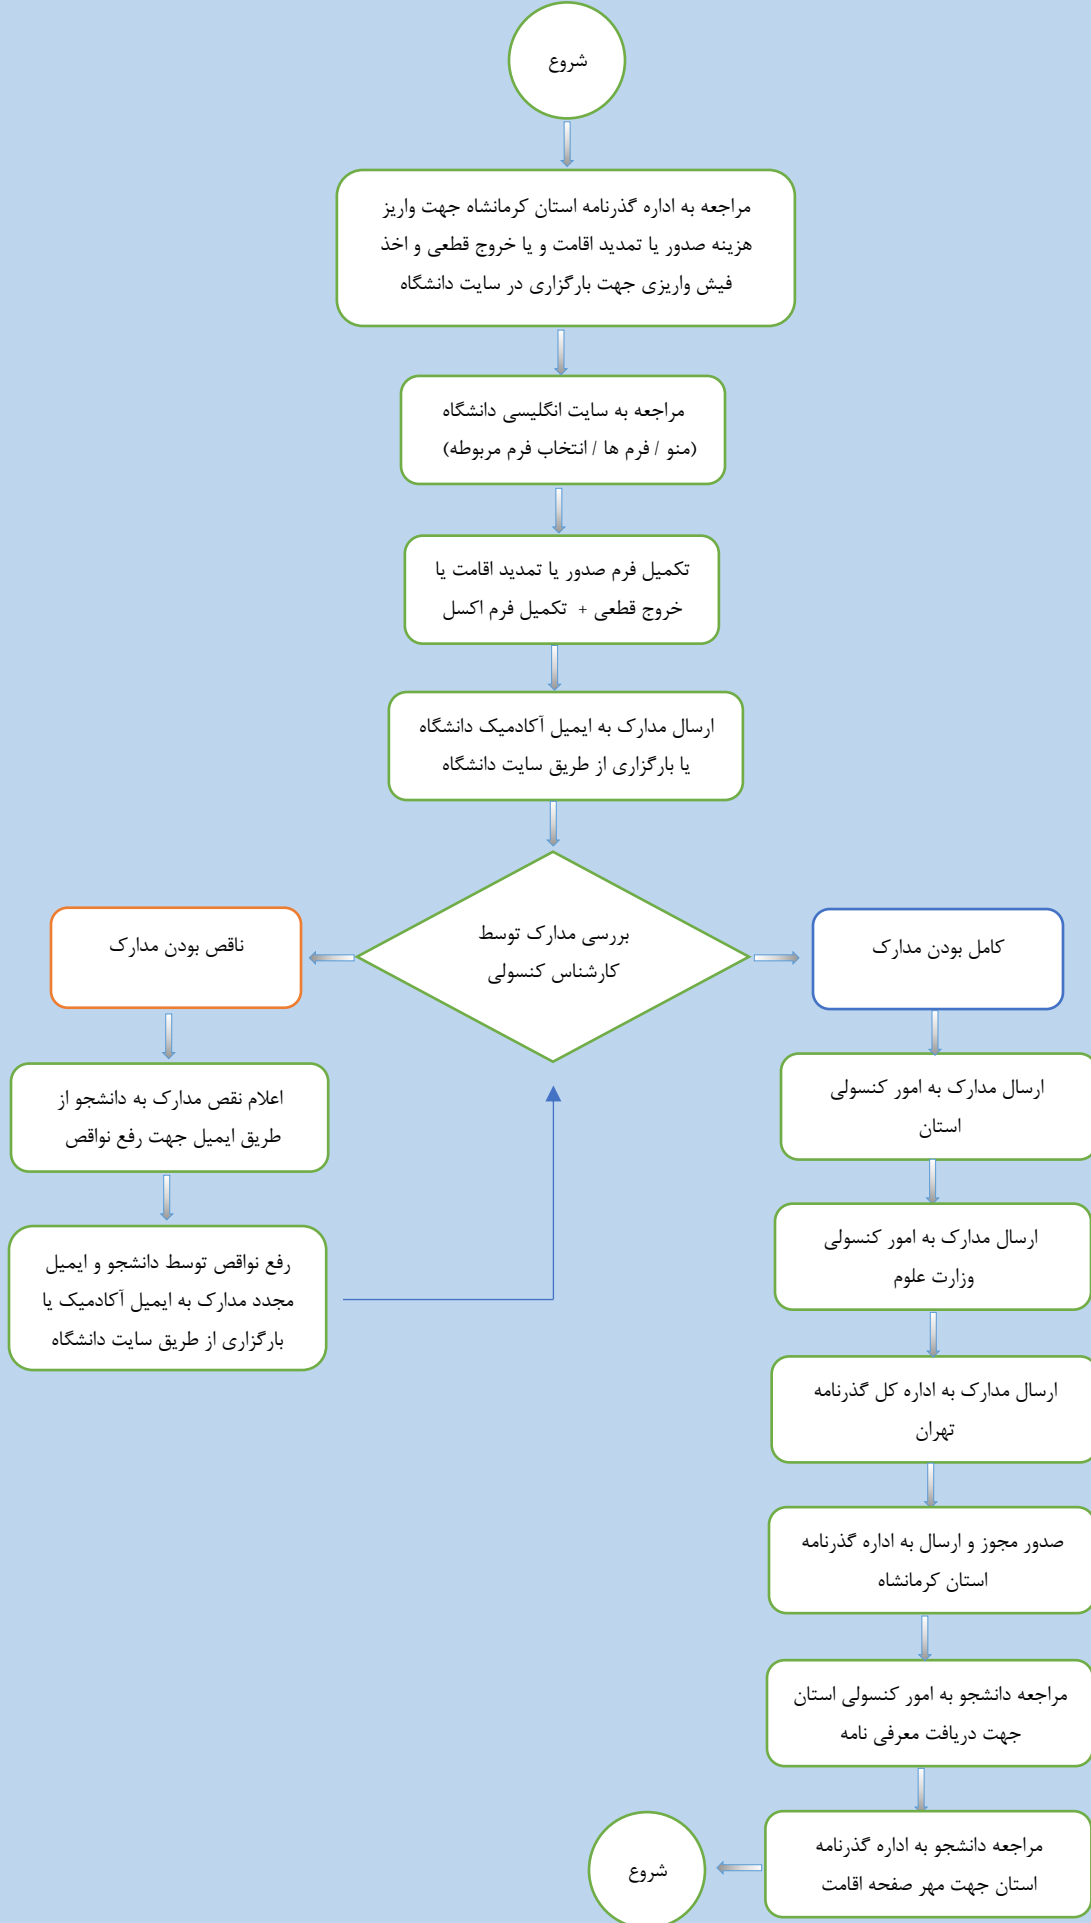 شروع
مراجعه به اداره گذرنامه استان کرمانشاه جهت واریز
هزینه صدور یا تمدید اقامت و یا خروج قطعی و اخذ
فیش واریزی جهت بارگزاری در سایت دانشگاه
مراجعه به سایت انگلیسی دانشگاه
(منو / فرم ها / انتخاب فرم مربوطه)
تکمیل فرم صدور یا تمدید اقامت یا
خروج قطعی + تکمیل فرم اکسل
ارسال مدارک به ایمیل آکادمیک دانشگاه
یا بارگزاری از طریق سایت دانشگاه
بررسی مدارک توسط
کارشناس کنسولی
کامل بودن مدارک
ارسال مدارک به امور کنسولی
استان
ارسال مدارک به امور کنسولی
وزارت علوم
ارسال مدارک به اداره کل گذرنامه
تهران
صدور مجوز و ارسال به اداره گذرنامه
استان کرمانشاه
مراجعه دانشجو به امور کنسولی استان
جهت دریافت معرفی نامه
مراجعه دانشجو به اداره گذرنامه
استان جهت مهر صفحه اقامت
شروع
ناقص بودن مدارک
اعلام نقص مدارک به دانشجو از
طریق ایمیل جهت رفع نواقص
رفع نواقص توسط دانشجو و ایمیل
مجدد مدارک به ایمیل آکادمیک یا
بارگزاری از طریق سایت دانشگاه